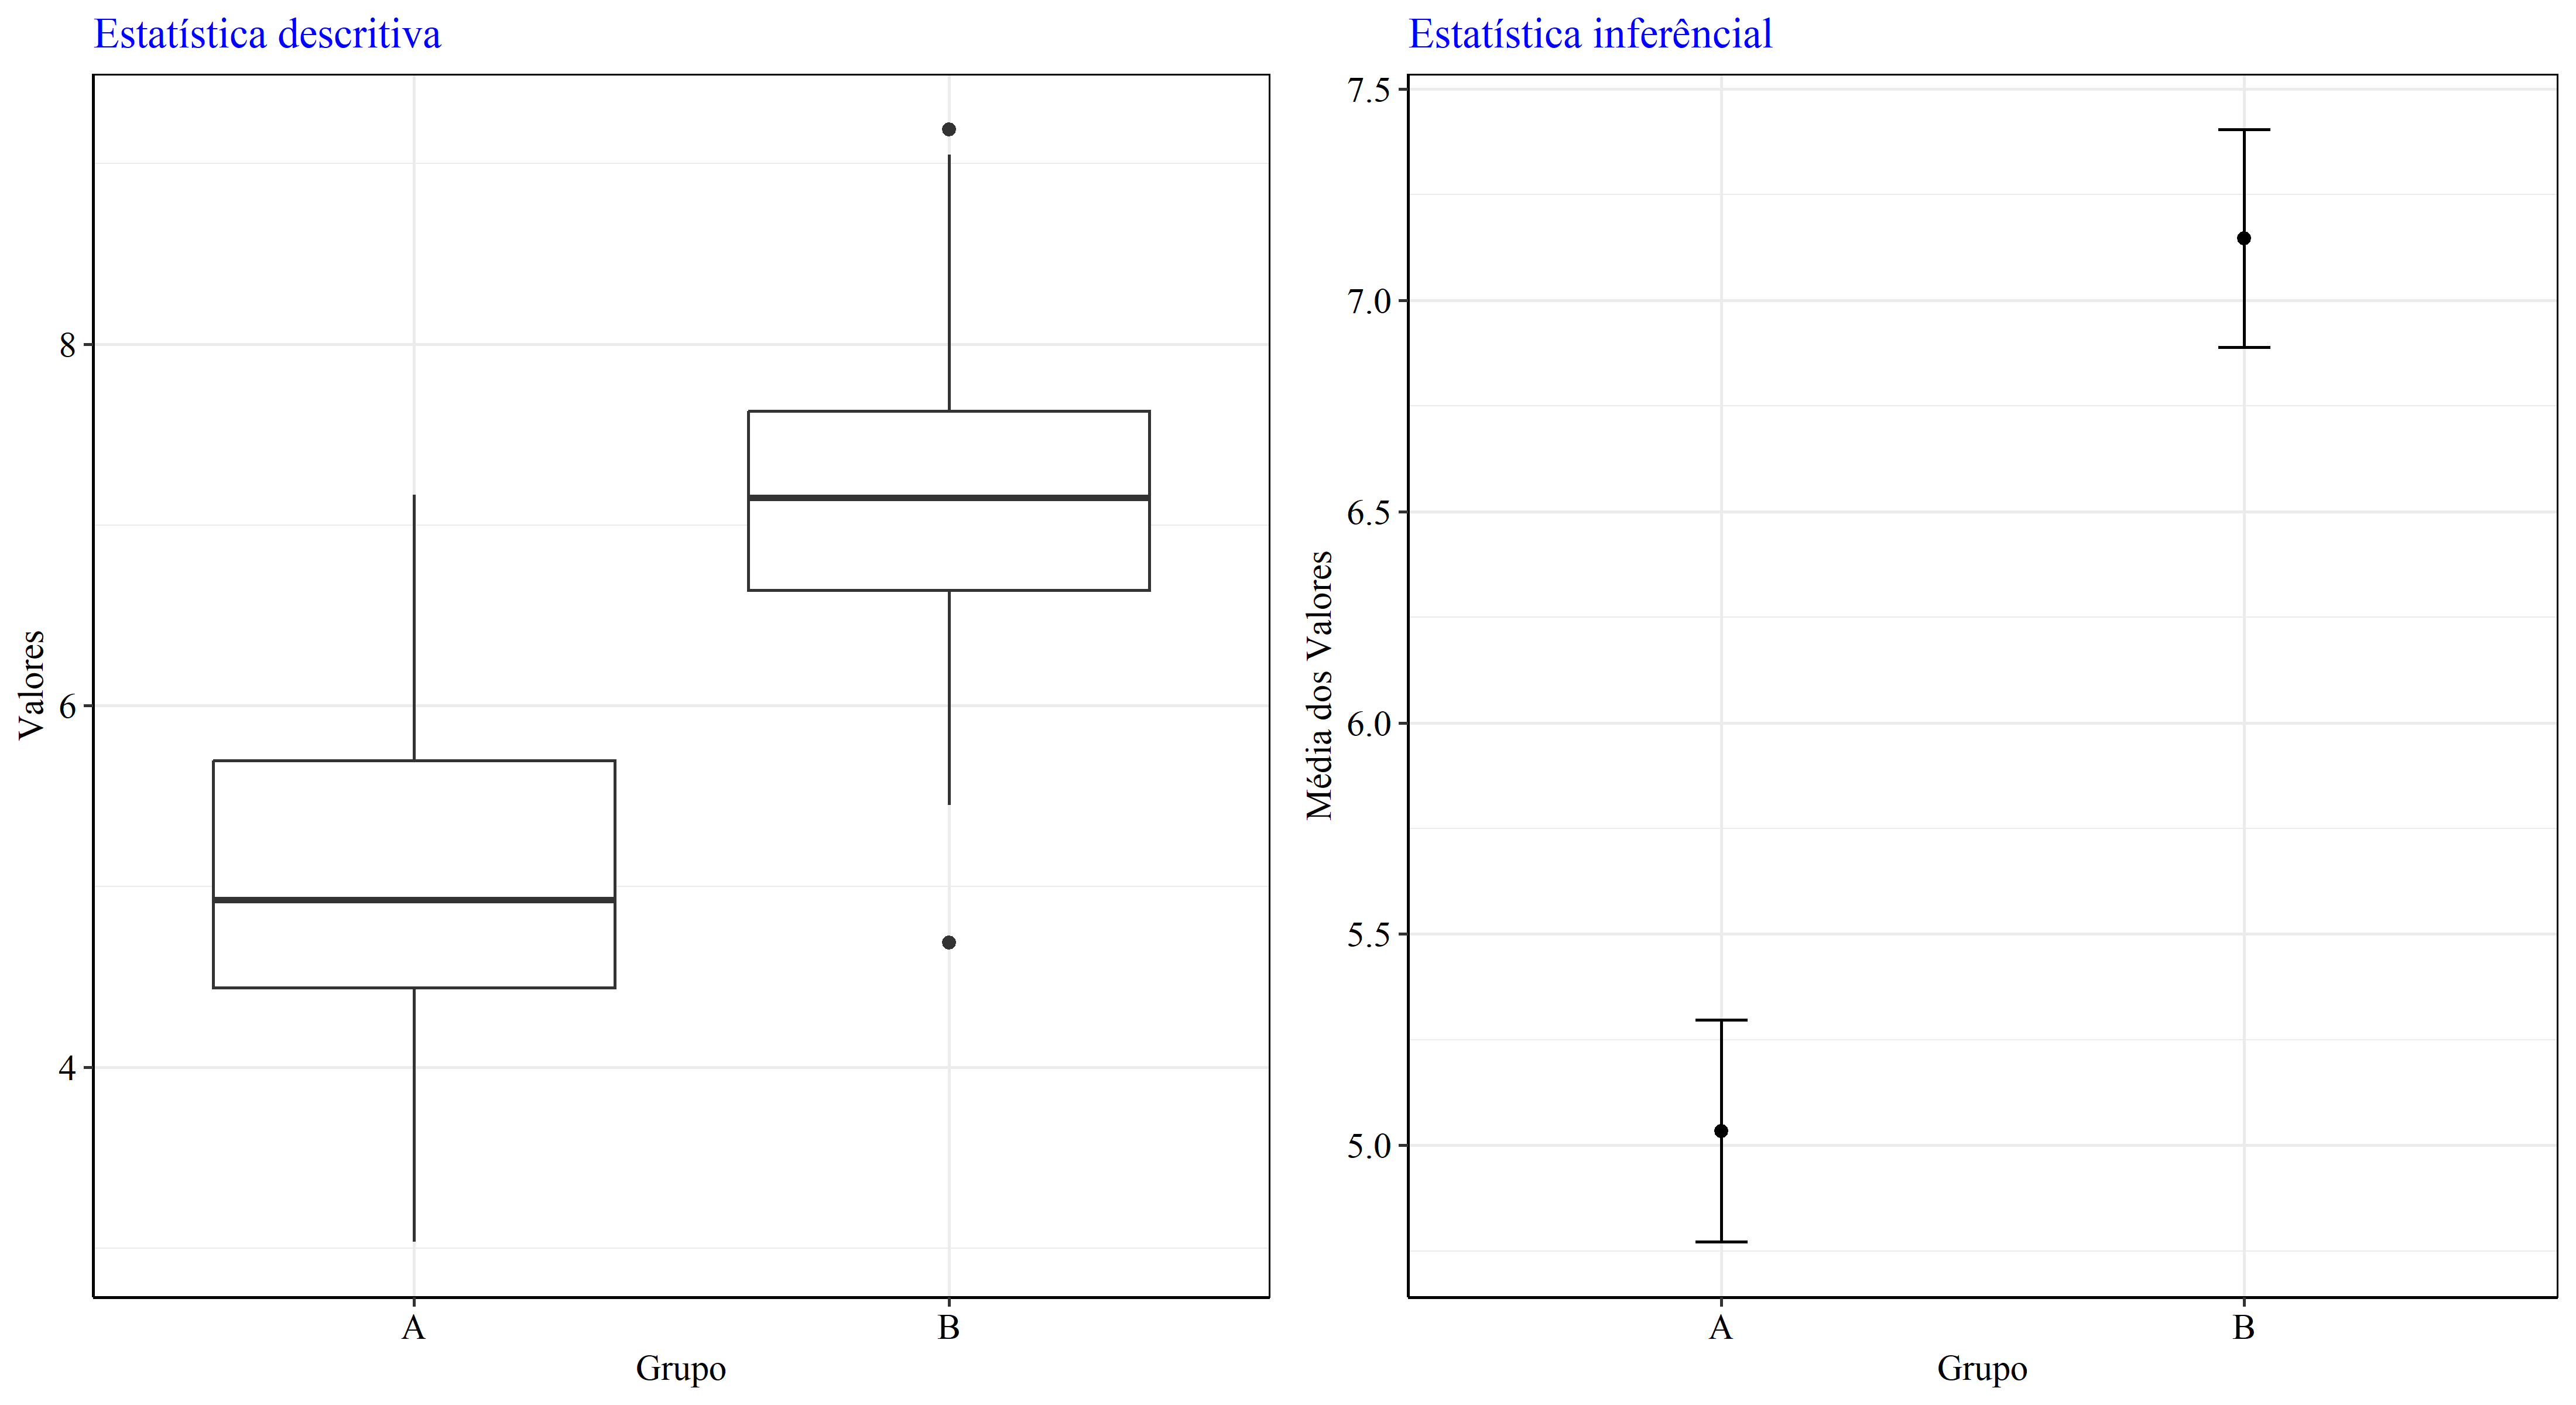 Estatística descritiva
Valores
8
6
4
A
B
Grupo
Estatística inferêncial
Média dos Valores
7.5
7.0
6.5
6.0
5.5
5.0
A
B
Grupo